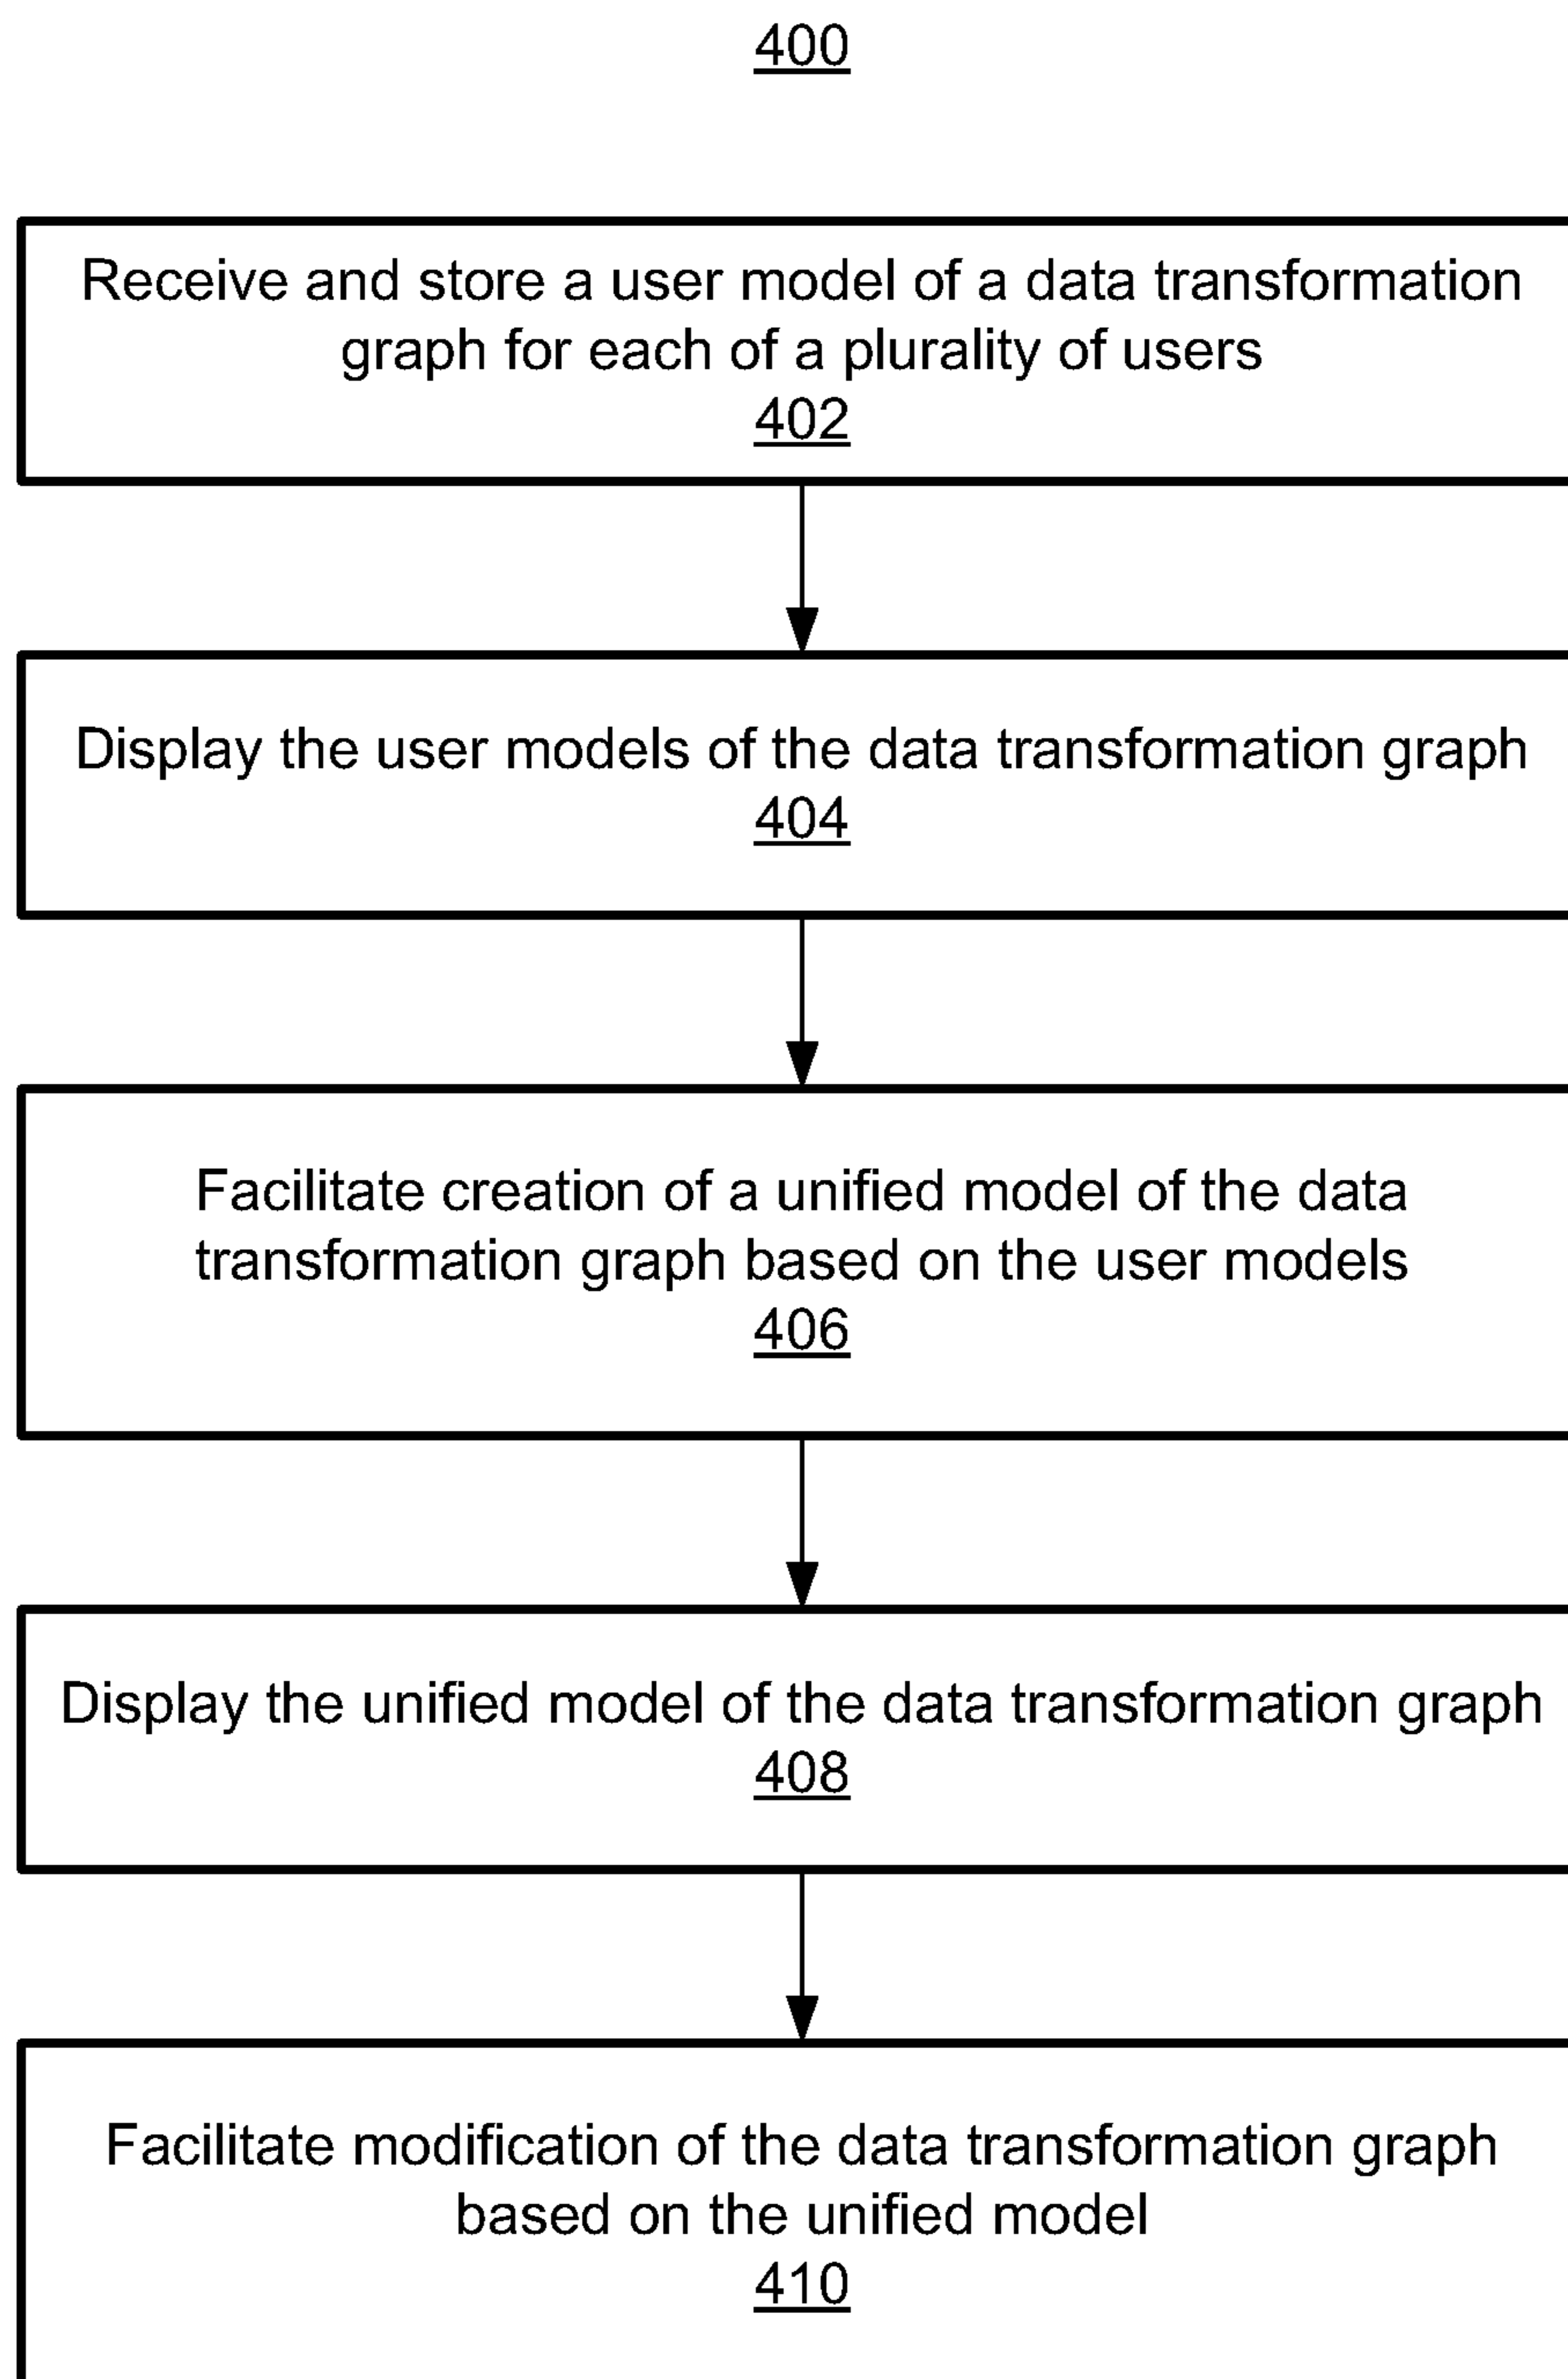 400
Receive and store a user model of a data transformation
graph for each of a plurality of users
402
Display the user models of the data transformation graph
404
Facilitate creation of a unified model of the data
transformation graph based on the user models
406
Display the unified model of the data transformation graph
408
Facilitate modification of the data transformation graph
based on the unified model
410